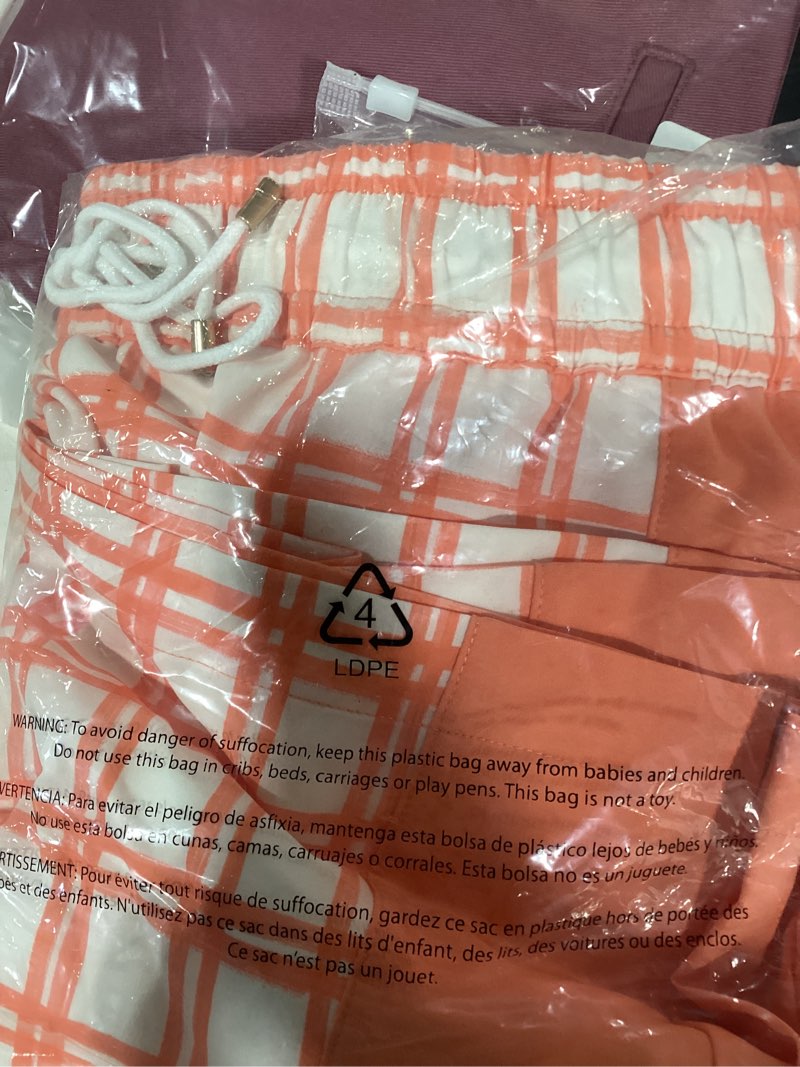 4
LDPE
WARNING: To avoid danger of suffocation, keep this plastic bag away from babies and children.
Do not use this bag in cribs, beds, carriages or play pens. This bag is not a toy.
VERTENCIA: Para evitar el peligro de asfixia, mantenga esta bolsa de plástico lejos de bebés y niños.
No use esta bolsa en cunas, camas, carruajes o corrales. Esta bolsa no es un juguete.
RTISSEMENT: Pour éviter tout risque de suffocation, gardez ce sac en plastique hors de portée des
bés et des enfants. N'utilisez pas ce sac dans des lits d'enfant, des lits, des voitures ou des enclos.
Ce sac n'est pas un jouet.